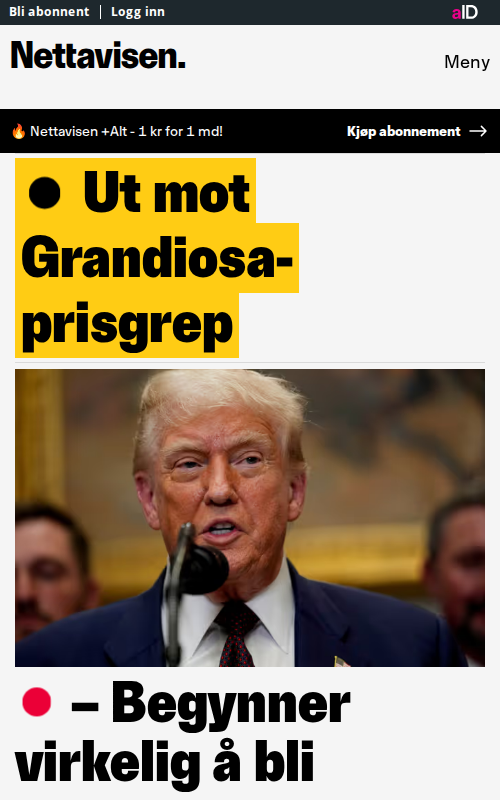 Bli abonnent | Logg inn
aID
Nettavisen.
Meny
🔥 Nettavisen +Alt - 1 kr for 1 md!
Kjøp abonnement →
● Ut mot
Grandiosa-
prisgrep
– Begynner
virkelig å bli